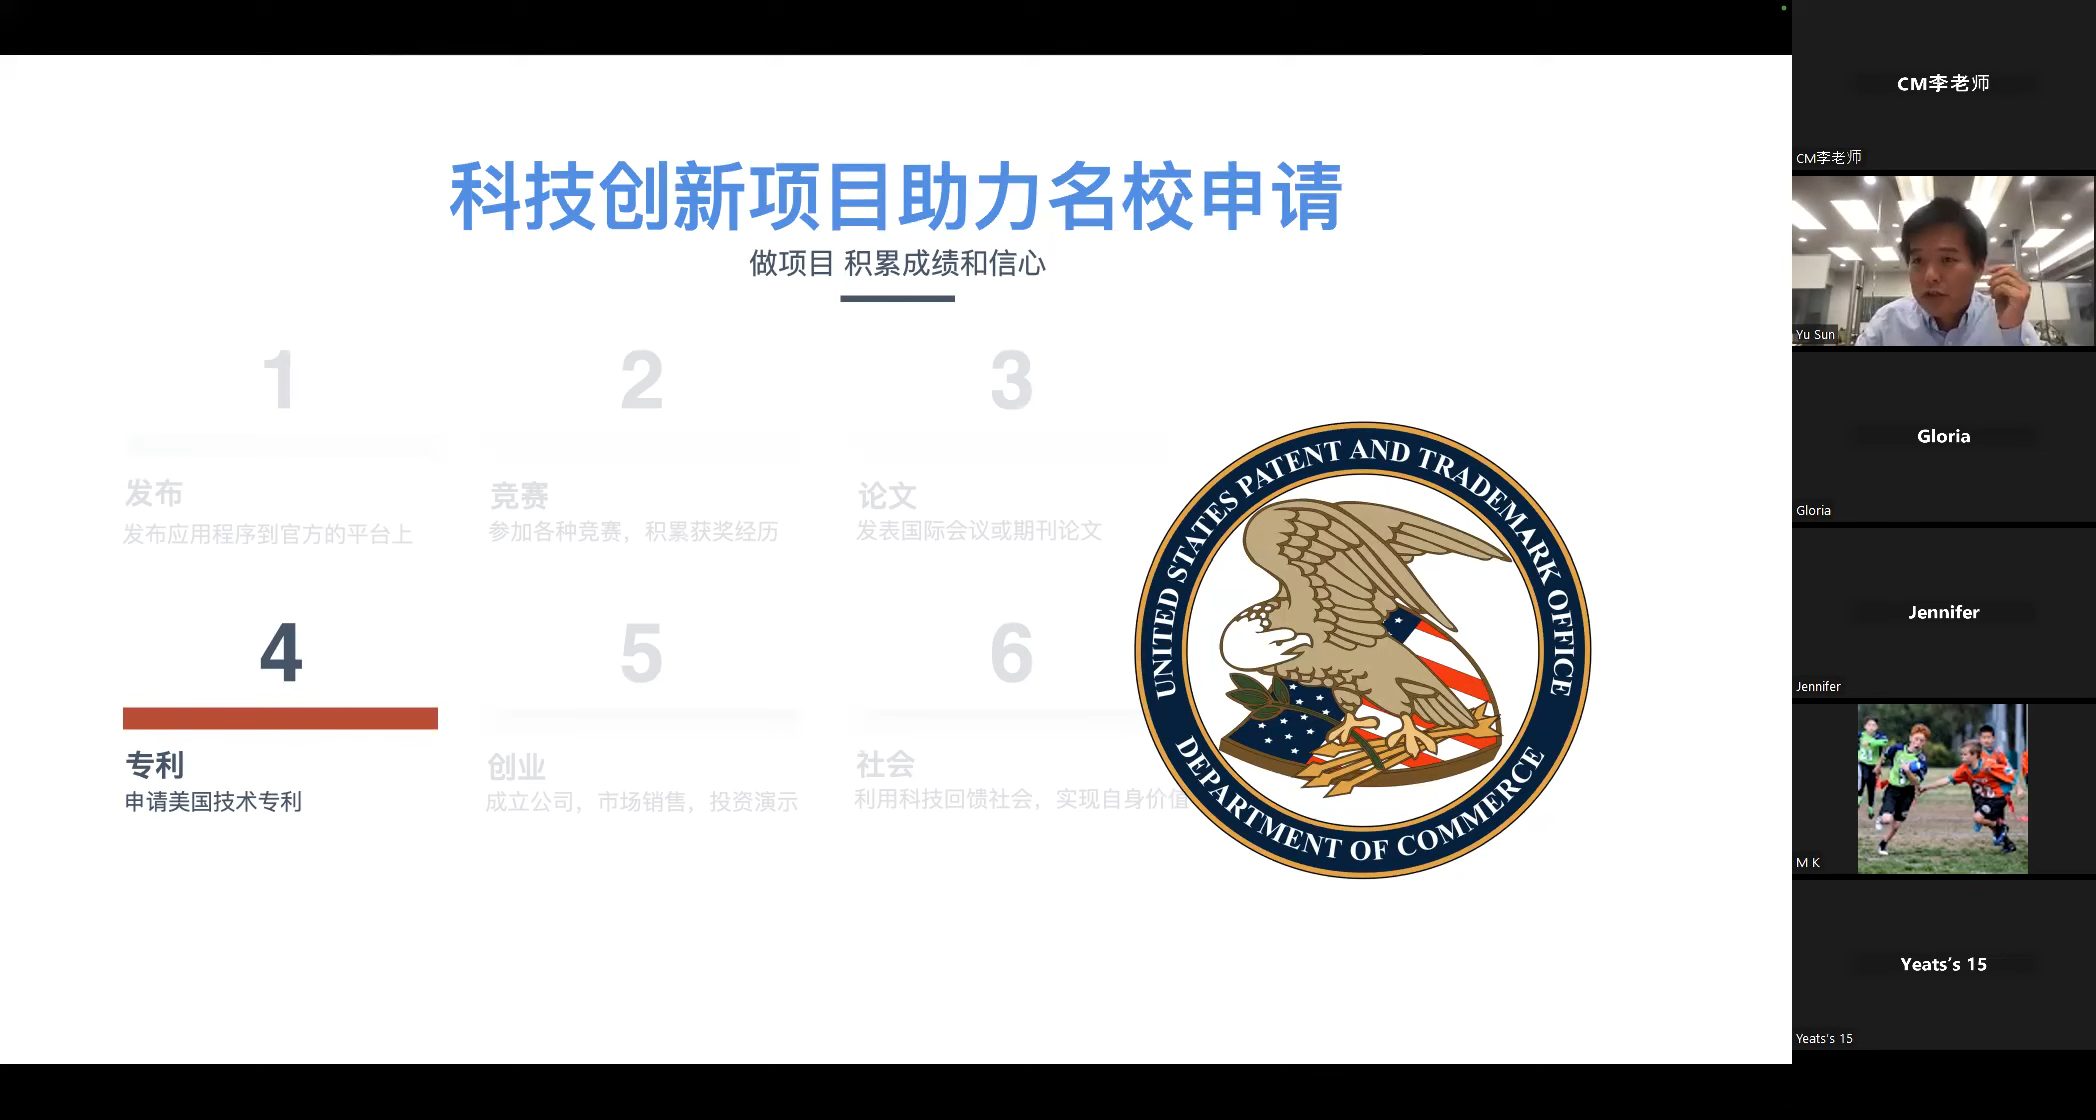 科技创新项目助力名校申请
做项目 积累成绩和信心
1
发布
发布应用程序到官方的平台上
2
竞赛
参加各种竞赛，积累获奖经历
3
论文
发表国际会议或期刊论文
4
专利
申请美国技术专利
5
创业
成立公司，市场销售，投资演示
6
社会
利用科技回馈社会，实现自身价值
UNITED STATES PATENT AND TRADEMARK OFFICE
DEPARTMENT OF COMMERCE
CM李老师
CM李老师
Yu Sun
Gloria
Gloria
Jennifer
Jennifer
M K
Yeats's 15
Yeats's 15